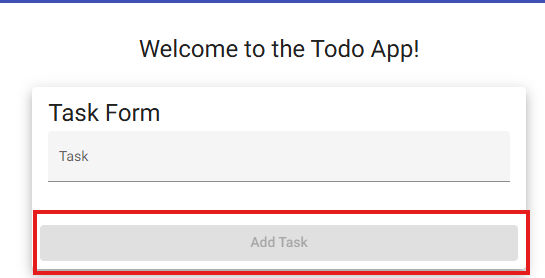 Welcome to the Todo App!
Task Form
Task
Add Task